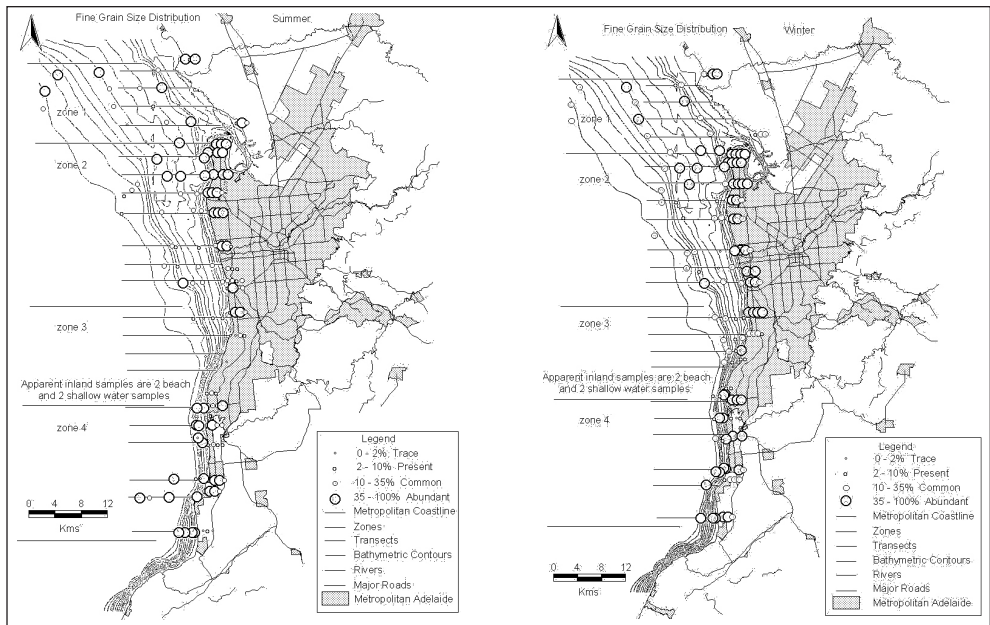 Fine Grain Size Distribution
Summer
zone 1
zone 2
zone 3
Apparent inland samples are 2 beach
and 2 shallow water samples
zone 4
0 4 8 12
Kms
Legend
0 - 2% Trace
2 - 10% Present
10 - 35% Common
35 - 100% Abundant
Metropolitan Coastline
Zones
Transects
Bathymetric Contours
Rivers
Major Roads
Metropolitan Adelaide
Fine Grain Size Distribution
Winter
zone 1
zone 2
zone 3
Apparent inland samples are 2 beach
and 2 shallow water samples
zone 4
0 4 8 12
Kms
Legend
0 - 2% Trace
2 - 10% Present
10 - 35% Common
35 - 100% Abundant
Metropolitan Coastline
Zones
Transects
Bathymetric Contours
Rivers
Major Roads
Metropolitan Adelaide